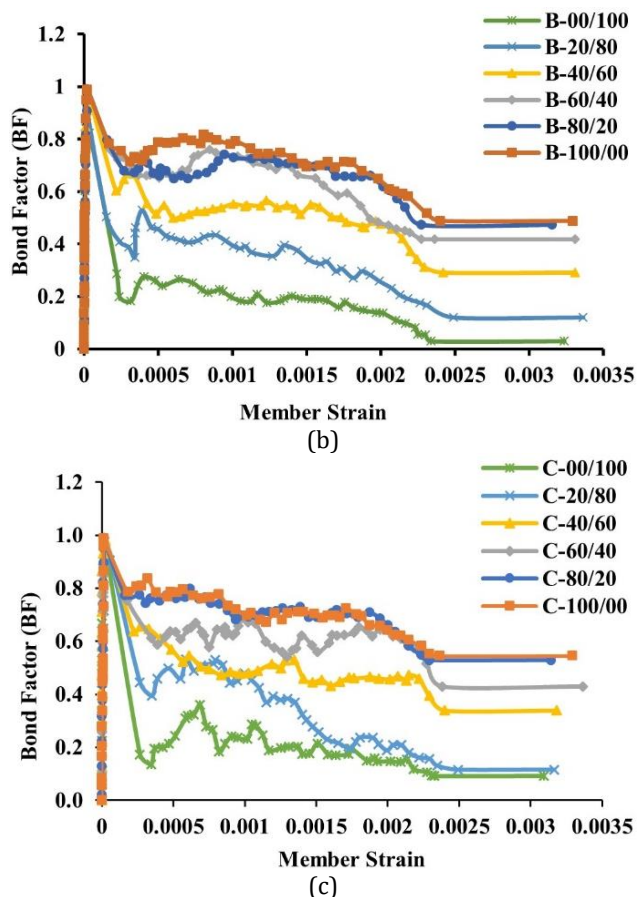 B-00/100
B-20/80
B-40/60
B-60/40
B-80/20
B-100/00
Bond Factor (BF)
1.2
1
0.8
0.6
0.4
0.2
0
0 0.0005 0.001 0.0015 0.002 0.0025 0.003 0.0035
Member Strain
(b)
C-00/100
C-20/80
C-40/60
C-60/40
C-80/20
C-100/00
Bond Factor (BF)
1.2
1.0
0.8
0.6
0.4
0.2
0.0
0 0.0005 0.001 0.0015 0.002 0.0025 0.003 0.0035
Member Strain
(c)